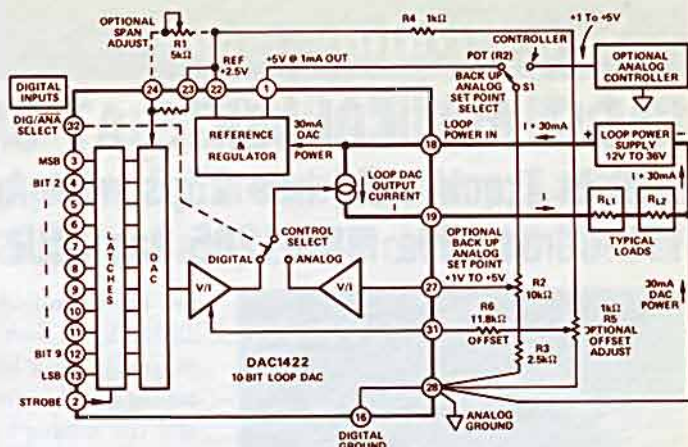 OPTIONAL
SPAN
ADJUST
R1
5kΩ
REF
+2.5V
R4 1kΩ
+5V @ 1mA OUT
CONTROLLER
+1 To +5V
POT (R2)
BACK UP
ANALOG
SET POINT
SELECT
S1
OPTIONAL
ANALOG
CONTROLLER
DIGITAL
INPUTS
24
23
22
1
DIG/ANA
SELECT
32
REFERENCE
&
REGULATOR
30mA
DAC
POWER
18
LOOP
POWER IN
I + 30mA
+
−
LOOP POWER
SUPPLY
12V TO 36V
I + 30mA
MSB
3
BIT 2
4
5
6
7
8
9
10
11
BIT 9
12
LSB
13
STROBE
2
LATCHES
DAC
LOOP DAC
OUTPUT
CURRENT
I
19
I
RL1
RL2
TYPICAL
LOADS
CONTROL
SELECT
DIGITAL
ANALOG
V/I
V/I
OPTIONAL
BACK UP
ANALOG
SET POINT
+1V TO +5V
27
R2
10kΩ
31
R6
11.8kΩ
OFFSET
1kΩ
R5
OPTIONAL
OFFSET
ADJUST
30mA
DAC
POWER
R3
2.5kΩ
DAC1422
10-BIT LOOP DAC
28
16
DIGITAL
GROUND
ANALOG
GROUND